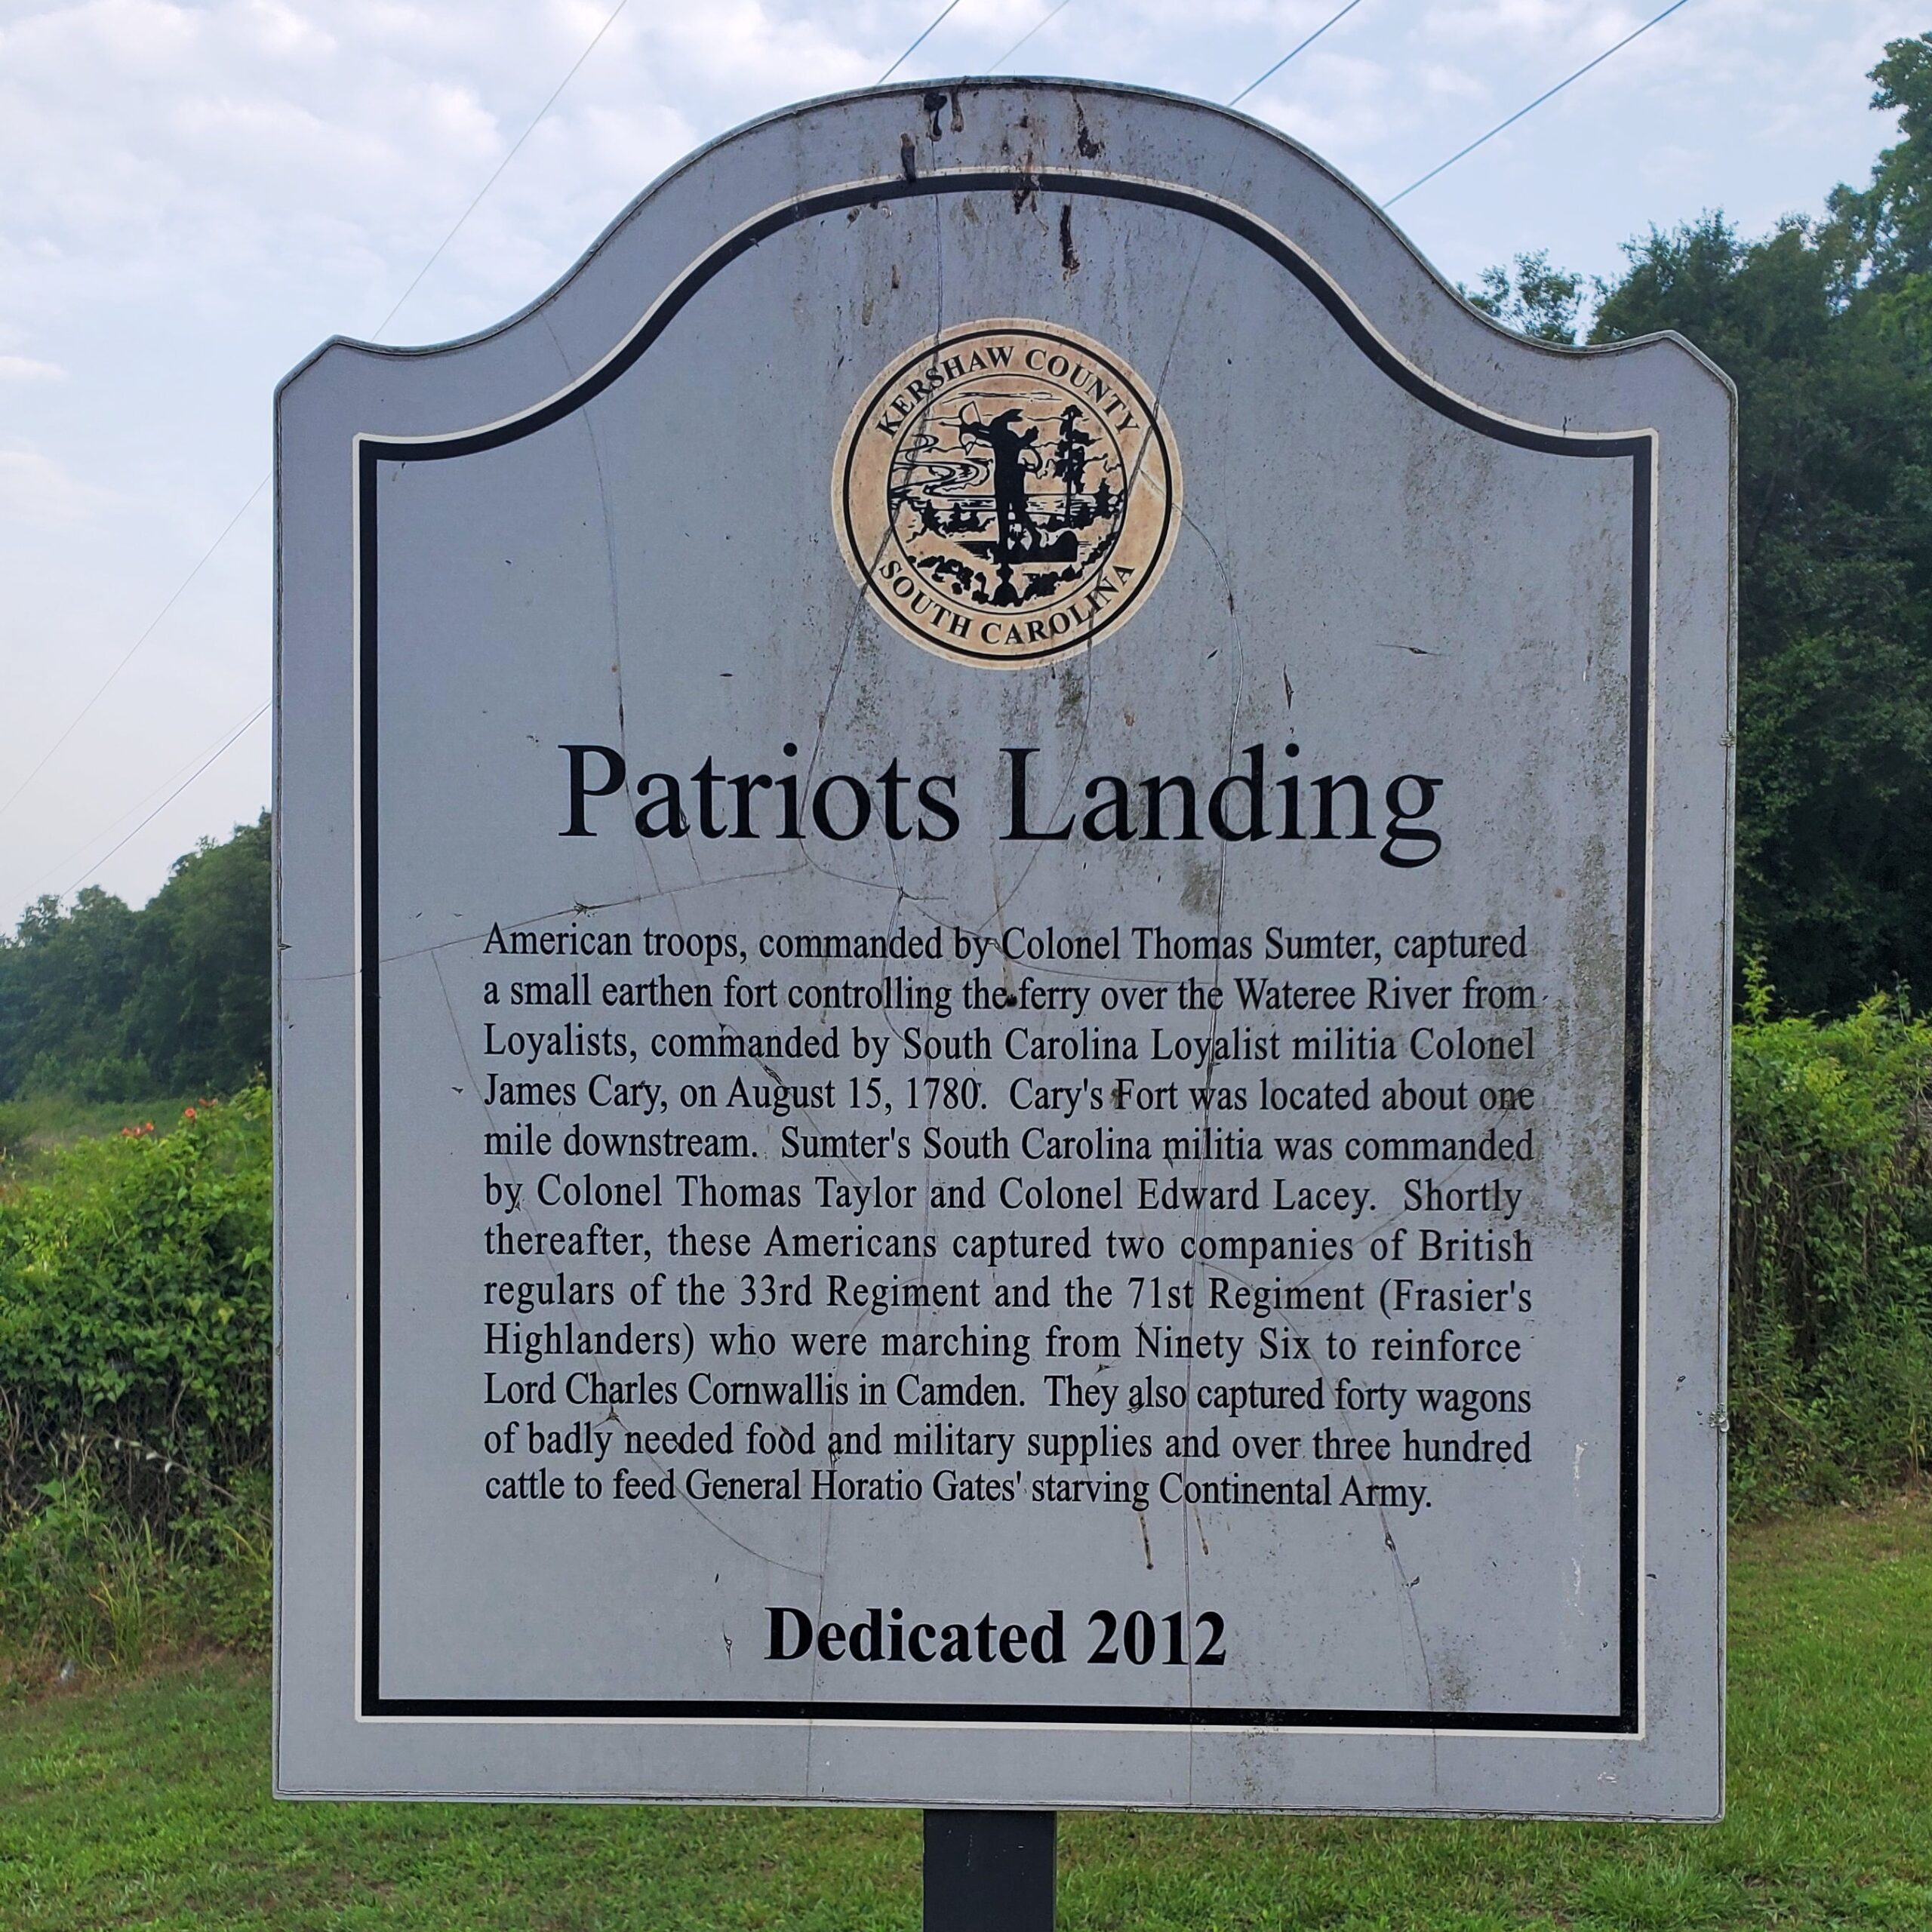 KERSHAW COUNTY
SOUTH CAROLINA
Patriots Landing
American troops, commanded by Colonel Thomas Sumter, captured
a small earthen fort controlling the ferry over the Wateree River from
Loyalists, commanded by South Carolina Loyalist militia Colonel
James Cary, on August 15, 1780. Cary's Fort was located about one
mile downstream. Sumter's South Carolina militia was commanded
by Colonel Thomas Taylor and Colonel Edward Lacey. Shortly
thereafter, these Americans captured two companies of British
regulars of the 33rd Regiment and the 71st Regiment (Frasier's
Highlanders) who were marching from Ninety Six to reinforce
Lord Charles Cornwallis in Camden. They also captured forty wagons
of badly needed food and military supplies and over three hundred
cattle to feed General Horatio Gates' starving Continental Army.
Dedicated 2012